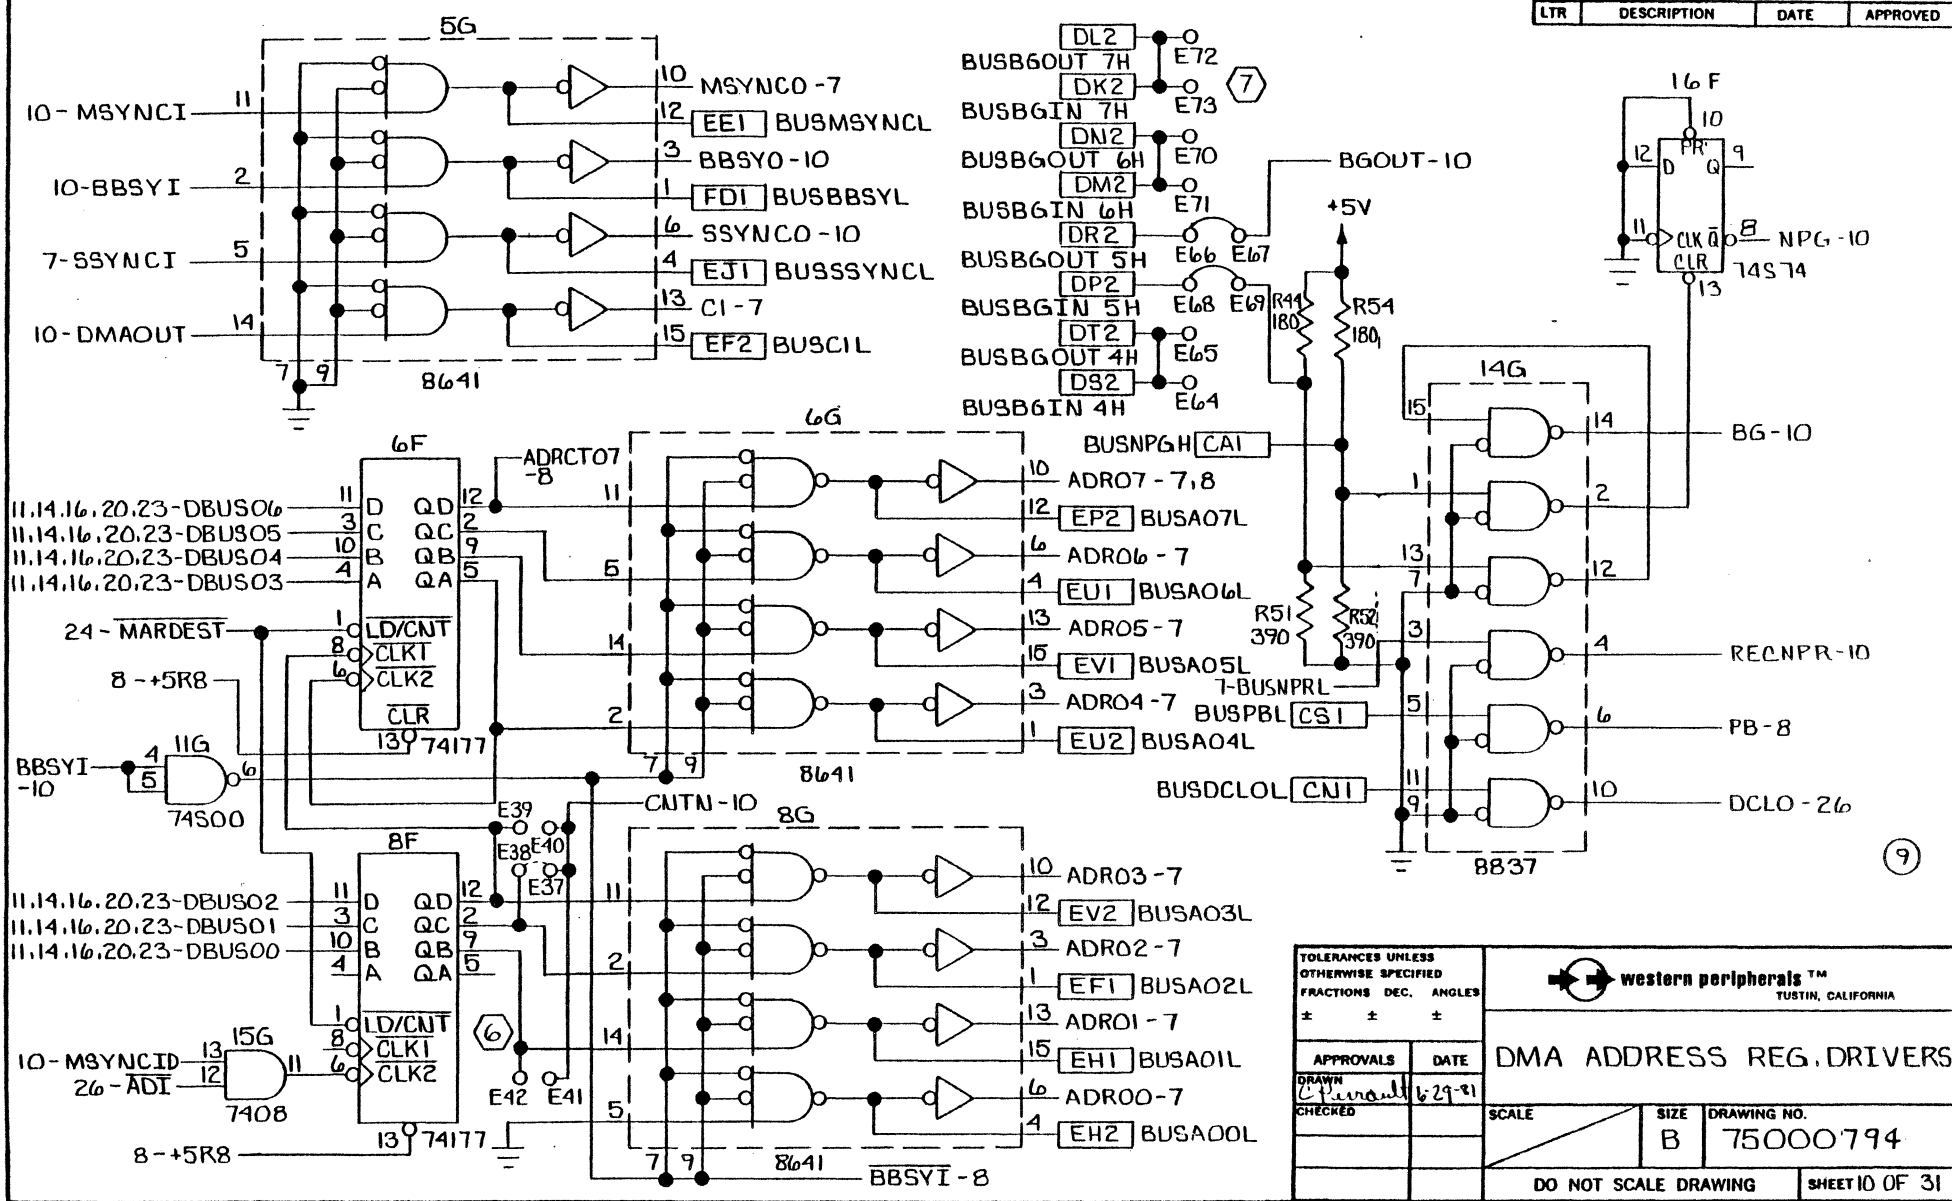 LTR DESCRIPTION DATE APPROVED
5G
10-MSYNCI 11
10 MSYNCO-7
12 EE1 BUSMSYNCL
3 BBSYO-10
10-BBSYI 2
1 FD1 BUSBBSYL
6 SSYNCO-10
7-SSYNCI 5
4 EJ1 BUSSSYNCL
13 C1-7
10-DMAOUT 14
15 EF2 BUSC1L
7 9
8641
DL2 E72
BUSBGOUT 7H
DK2 E73
7
BUSBGIN 7H
DN2 E70
BUSBGOUT 6H
DM2 E71
BUSBGIN 6H
DR2 E66 E67
BUSBGOUT 5H
DP2 E68 E69
BUSBGIN 5H
DT2 E65
BUSBGOUT 4H
DS2 E64
BUSBGIN 4H
BGOUT-10
+5V
R44 180
R54 180
BUSNPGH CA1
R51 390
R52 390
16F
10
12 D PR Q 9
11 CLK Q 8 NPG-10
CLR 74S74
13
14G
15 14 BG-10
1 2
13 12
7
3 4 RECNPR-10
7-BUSNPRL
BUSPBL CS1 5 6 PB-8
BUSDCLOL CN1 11 10 DCLO-26
9
8837
9
6F
ADRCT07
-8
11.14.16.20.23-DBUS06 11 D QD 12
11.14.16.20.23-DBUS05 3 C QC 2
11.14.16.20.23-DBUS04 10 B QB 9
11.14.16.20.23-DBUS03 4 A QA 5
24-MARDEST 1 LD/CNT
8 CLK1
8-+5R8 6 CLK2
CLR
13 74177
BBSYI
-10
11G
4
5
6
74S00
6G
11 10 ADR07-7,8
12 EP2 BUSA07L
6 ADR06-7
5
4 EU1 BUSA06L
13 ADR05-7
14
15 EV1 BUSA05L
3 ADR04-7
2
1 EU2 BUSA04L
7 9
8641
CNTN-10
E39
E38 E40
E37
8F
11.14.16.20.23-DBUS02 11 D QD 12
11.14.16.20.23-DBUS01 3 C QC 2
11.14.16.20.23-DBUS00 10 B QB 9
4 A QA 5
1 LD/CNT
8 CLK1
6 CLK2
15G
10-MSYNCID 13
26-ADI 12
11
7408
6
E42 E41
8-+5R8
13 74177
8G
11 10 ADR03-7
12 EV2 BUSA03L
3 ADR02-7
2
1 EF1 BUSA02L
13 ADR01-7
14
15 EH1 BUSA01L
6 ADR00-7
5
4 EH2 BUSA00L
7 9
8641
BBSYI-8
TOLERANCES UNLESS
OTHERWISE SPECIFIED
FRACTIONS DEC. ANGLES
± ± ±
western peripherals ™
TUSTIN, CALIFORNIA
APPROVALS DATE
DMA ADDRESS REG. DRIVERS
DRAWN 6-29-81
CHECKED
SCALE SIZE DRAWING NO.
B 75000794
DO NOT SCALE DRAWING SHEET 10 OF 31